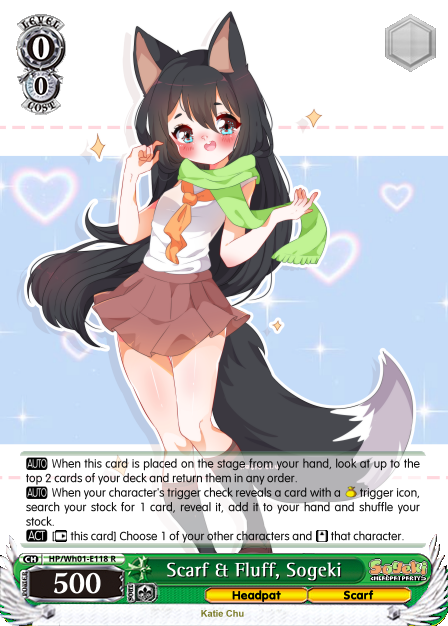 LEVEL
0
0
COST
AUTO When this card is placed on the stage from your hand, look at up to the
top 2 cards of your deck and return them in any order.
AUTO When your character's trigger check reveals a card with a trigger icon,
search your stock for 1 card, reveal it, add it to your hand and shuffle your
stock.
ACT [ this card] Choose 1 of your other characters and [ ] that character.
CH HP/Wh01-E118 R
POWER 500 SOUL Scarf & Fluff, Sogeki Sogeki
HEADPAT PARTY
Headpat Scarf
Katie Chu